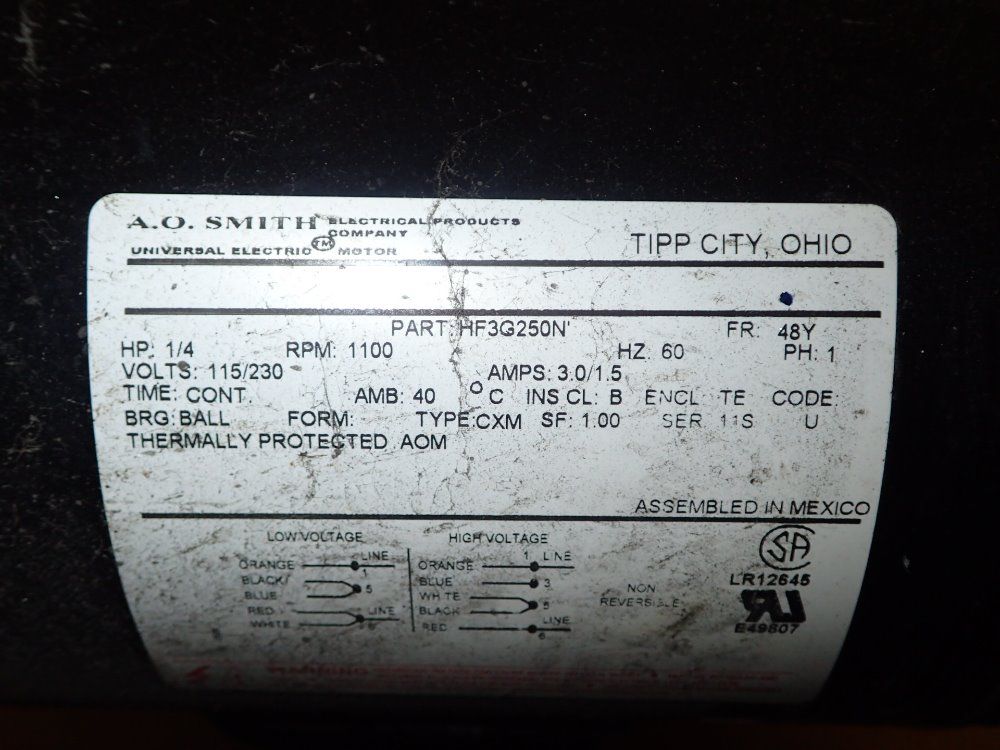 A.O. SMITH ELECTRICAL PRODUCTS COMPANY
UNIVERSAL ELECTRIC TM MOTOR
TIPP CITY, OHIO
PART: HF3G250N FR: 48Y
HP: 1/4 RPM: 1100 HZ: 60 PH: 1
VOLTS: 115/230 AMPS: 3.0/1.5
TIME: CONT. AMB: 40 °C INS CL: B ENCL TE CODE:
BRG: BALL FORM: TYPE:CXM SF: 1.00 SER 11S U
THERMALLY PROTECTED AOM
ASSEMBLED IN MEXICO
LOW VOLTAGE
ORANGE LINE
1
BLACK
BLUE 5
RED LINE
WHITE
HIGH VOLTAGE
ORANGE 1 LINE
BLUE 3
WHITE
BLACK 5
RED LINE
6
NON
REVERSIBLE
SA
LR12645
RU
E49807
WARNING